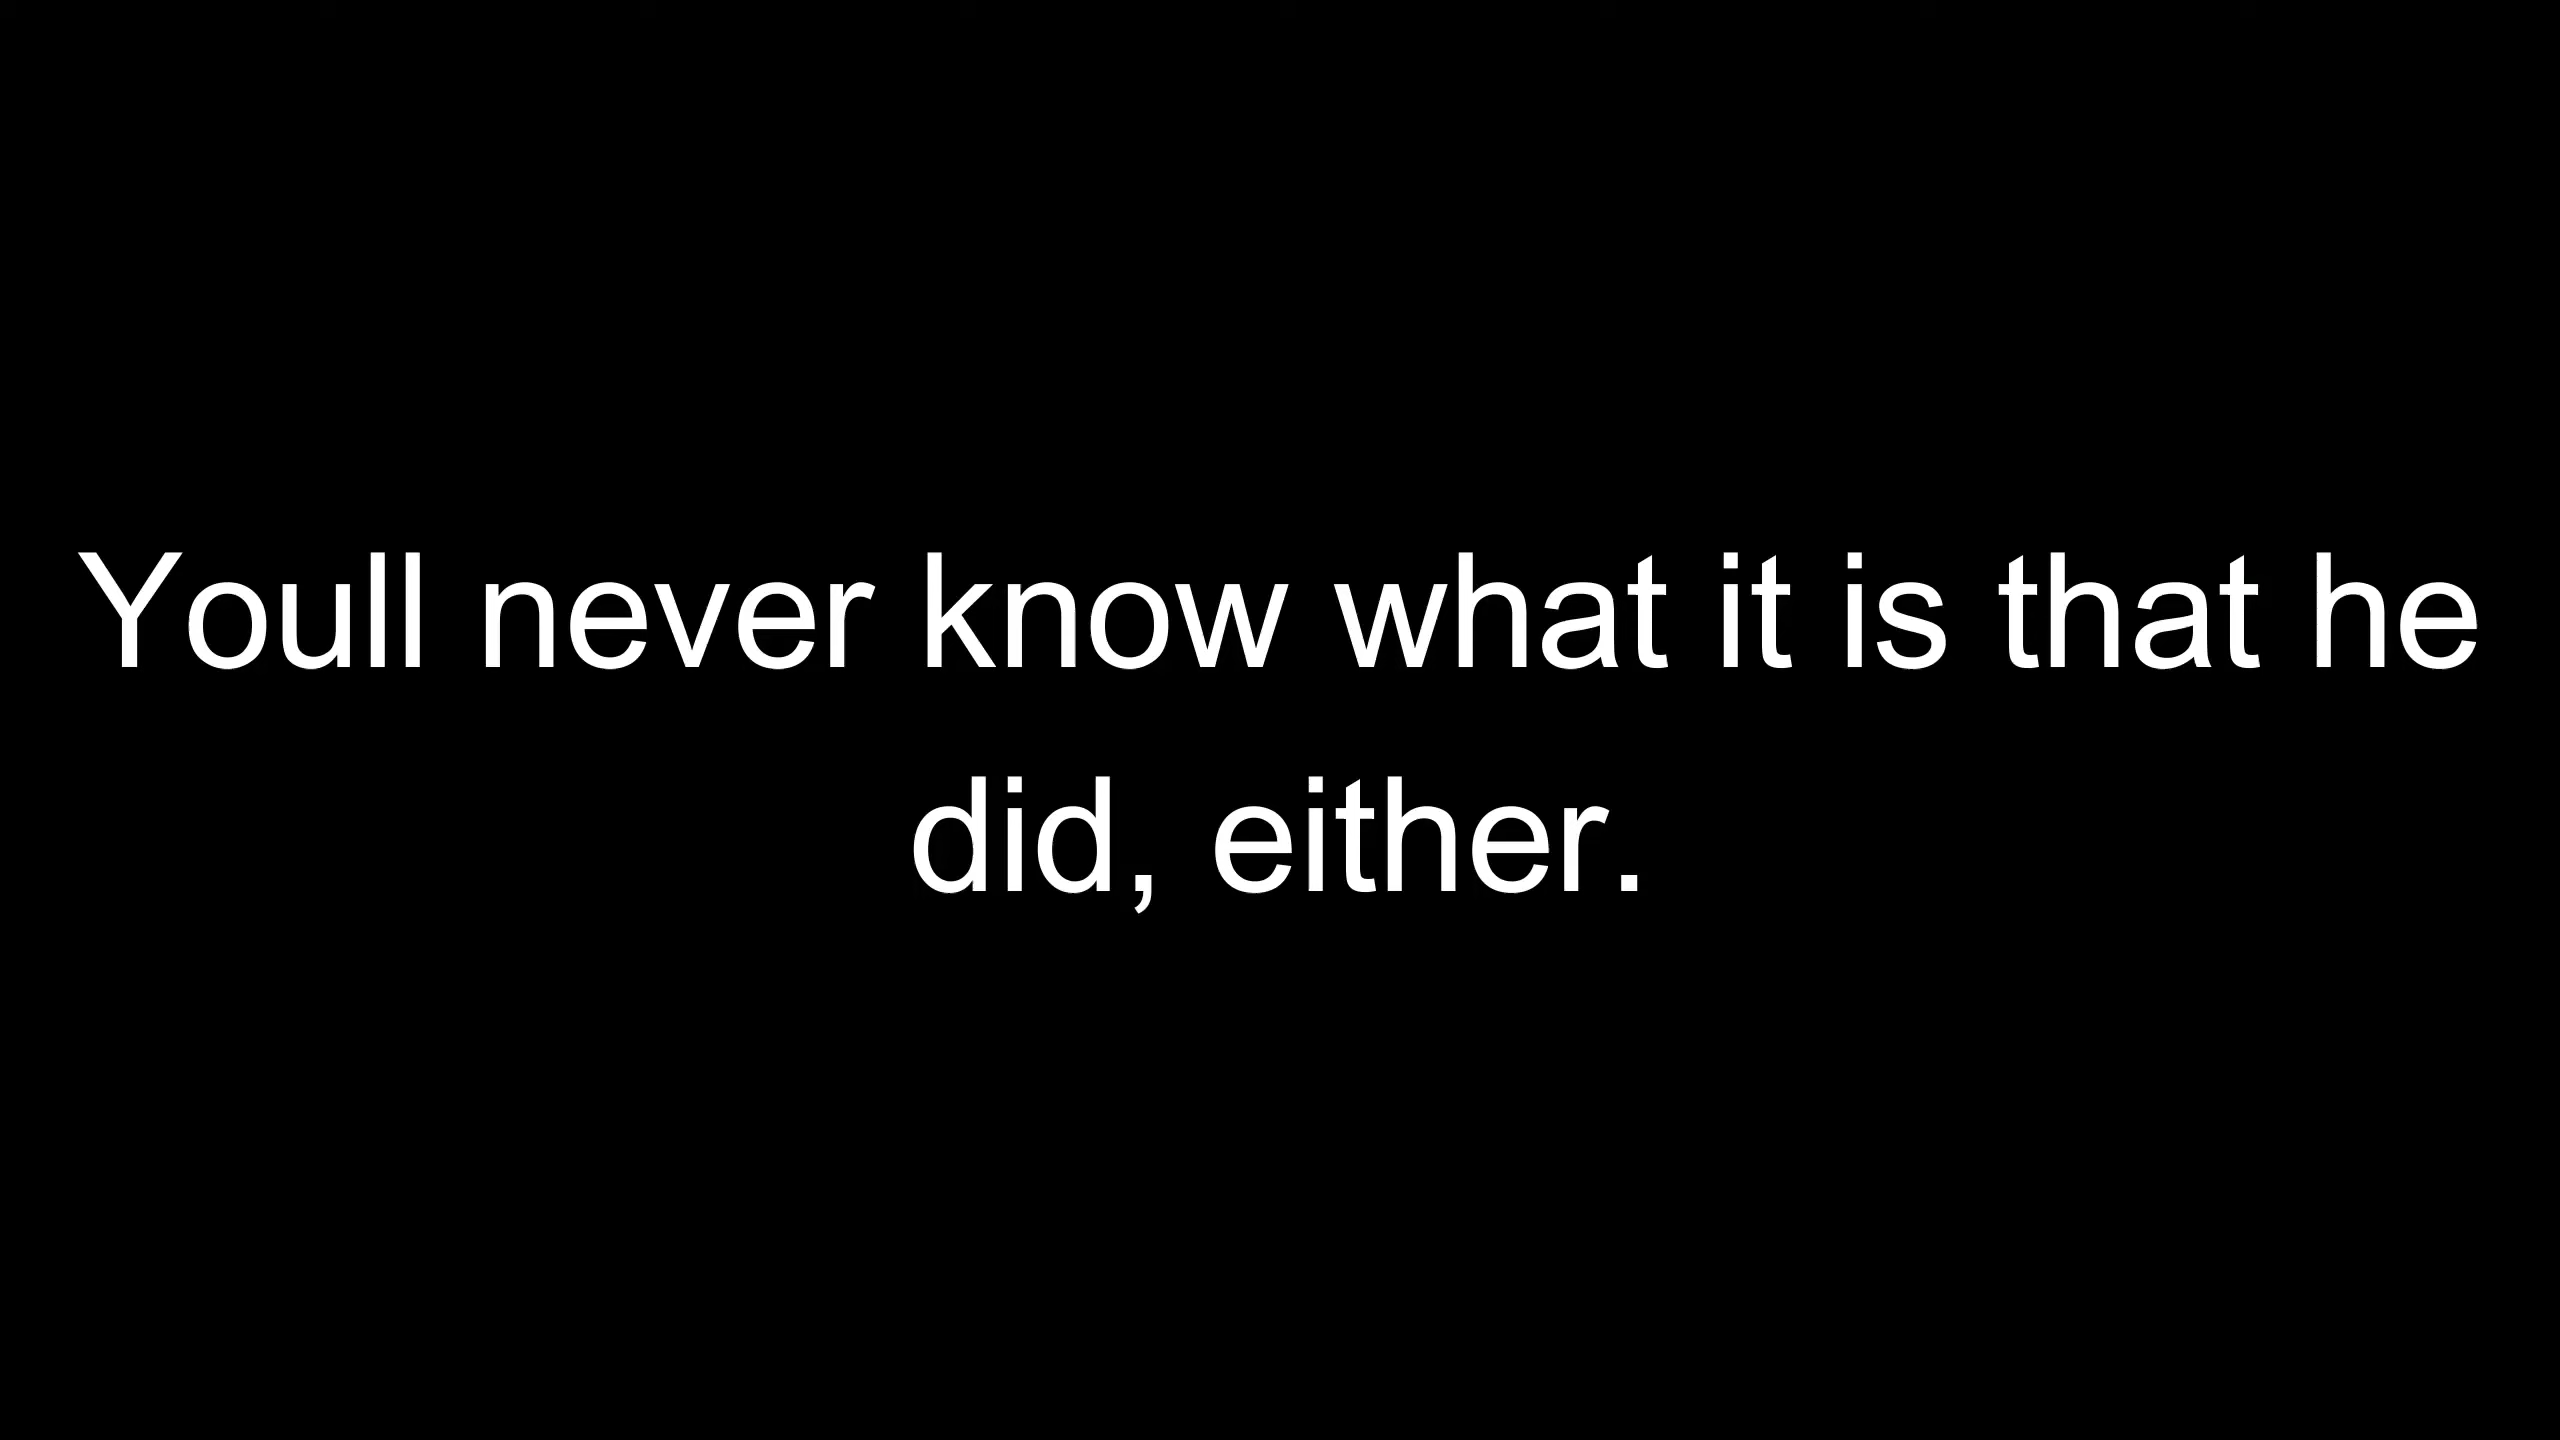 Youll never know what it is that he
did, either.